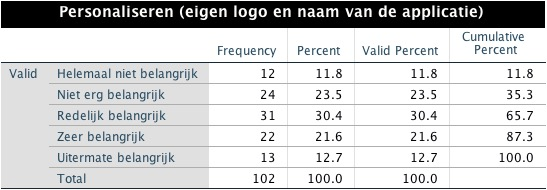 Personaliseren (eigen logo en naam van de applicatie)
Frequency Percent Valid Percent Cumulative Percent
Valid Helemaal niet belangrijk 12 11.8 11.8 11.8
Niet erg belangrijk 24 23.5 23.5 35.3
Redelijk belangrijk 31 30.4 30.4 65.7
Zeer belangrijk 22 21.6 21.6 87.3
Uitermate belangrijk 13 12.7 12.7 100.0
Total 102 100.0 100.0